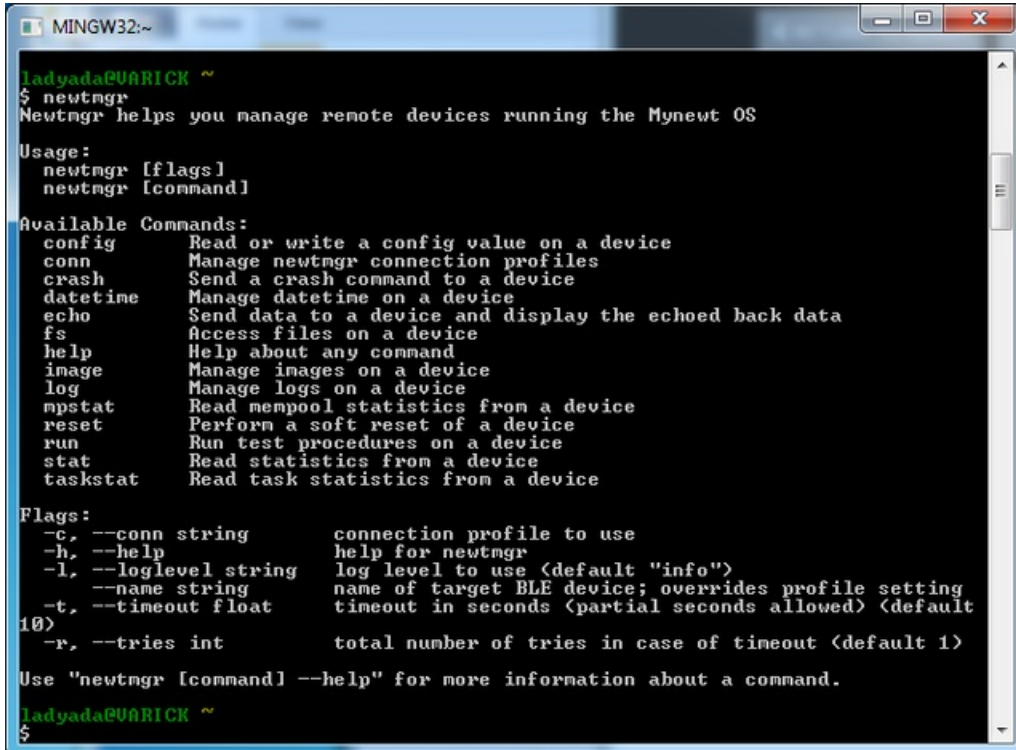 MINGW32:~
ladyada@VARICK ~
$ newtmgr
Newtmgr helps you manage remote devices running the Mynewt OS
Usage:
  newtmgr [flags]
  newtmgr [command]
Available Commands:
  config      Read or write a config value on a device
  conn        Manage newtmgr connection profiles
  crash       Send a crash command to a device
  datetime    Manage datetime on a device
  echo        Send data to a device and display the echoed back data
  fs          Access files on a device
  help        Help about any command
  image       Manage images on a device
  log         Manage logs on a device
  mpstat      Read mempool statistics from a device
  reset       Perform a soft reset of a device
  run         Run test procedures on a device
  stat        Read statistics from a device
  taskstat    Read task statistics from a device
Flags:
  -c, --conn string       connection profile to use
  -h, --help              help for newtmgr
  -l, --loglevel string   log level to use (default "info")
      --name string       name of target BLE device; overrides profile setting
  -t, --timeout float     timeout in seconds (partial seconds allowed) (default
10)
  -r, --tries int         total number of tries in case of timeout (default 1)
Use "newtmgr [command] --help" for more information about a command.
ladyada@VARICK ~
$